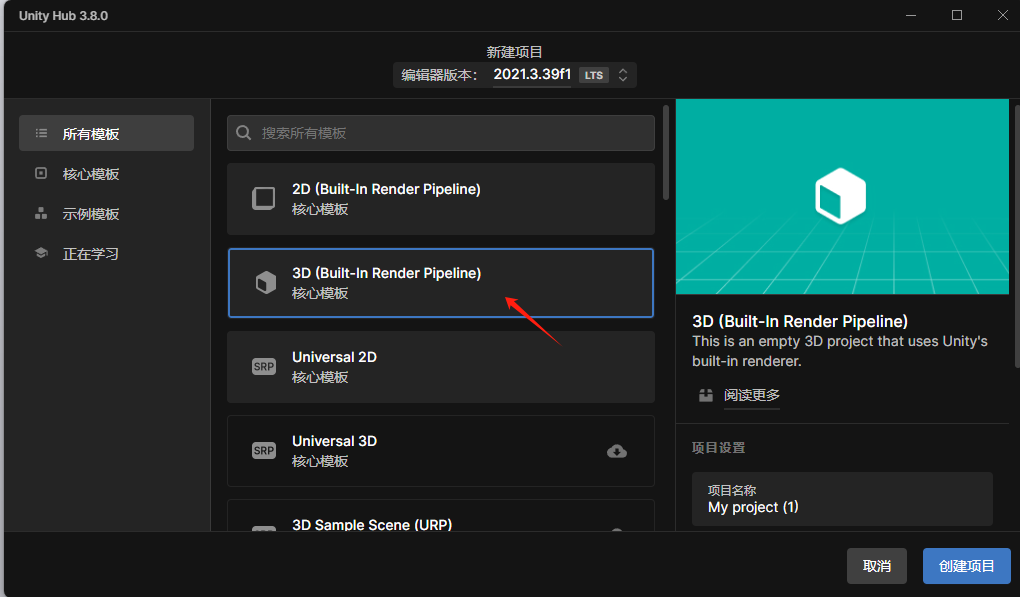 Unity Hub 3.8.0
新建项目
编辑器版本： 2021.3.39f1 LTS
所有模板
核心模板
示例模板
正在学习
搜索所有模板
2D (Built-In Render Pipeline)
核心模板
3D (Built-In Render Pipeline)
核心模板
SRP
Universal 2D
核心模板
SRP
Universal 3D
核心模板
3D Sample Scene (URP)
3D (Built-In Render Pipeline)
This is an empty 3D project that uses Unity's
built-in renderer.
阅读更多
项目设置
项目名称
My project (1)
取消
创建项目